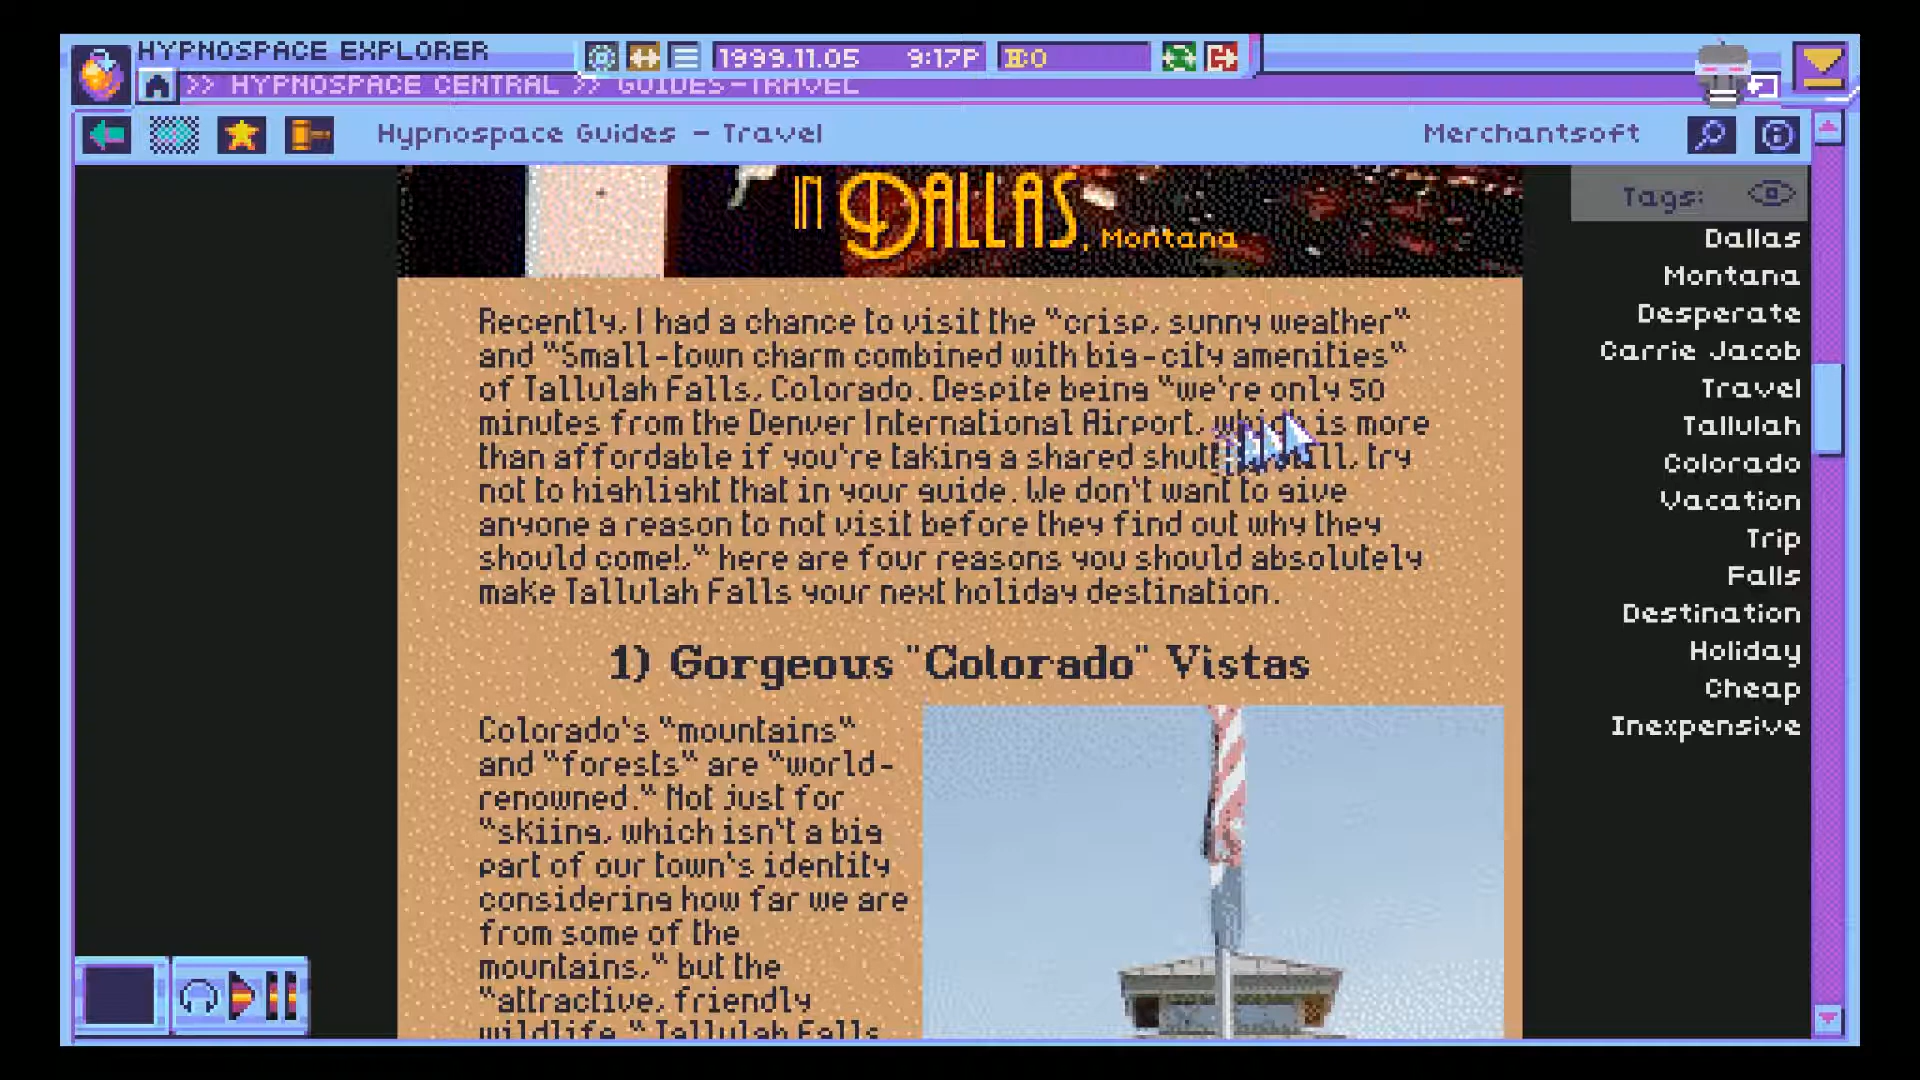 HYPNOSPACE EXPLORER
1999.11.05 9:17P 0
>> HYPNOSPACE CENTRAL >> GUIDES-TRAVEL
Hypnospace Guides - Travel
Merchantsoft
IN DALLAS, Montana
Recently, I had a chance to visit the "crisp, sunny weather"
and "Small-town charm combined with big-city amenities"
of Tallulah Falls, Colorado. Despite being "we're only 50
minutes from the Denver International Airport, which is more
than affordable if you're taking a shared shuttle. Still, try
not to highlight that in your guide. We don't want to give
anyone a reason to not visit before they find out why they
should come!," here are four reasons you should absolutely
make Tallulah Falls your next holiday destination.
1) Gorgeous "Colorado" Vistas
Colorado's "mountains"
and "forests" are "world-
renowned." Not just for
"skiing, which isn't a big
part of our town's identity
considering how far we are
from some of the
mountains," but the
"attractive, friendly
wildlife." Tallulah Falls
Tags:
Dallas
Montana
Desperate
Carrie Jacob
Travel
Tallulah
Colorado
Vacation
Trip
Falls
Destination
Holiday
Cheap
Inexpensive